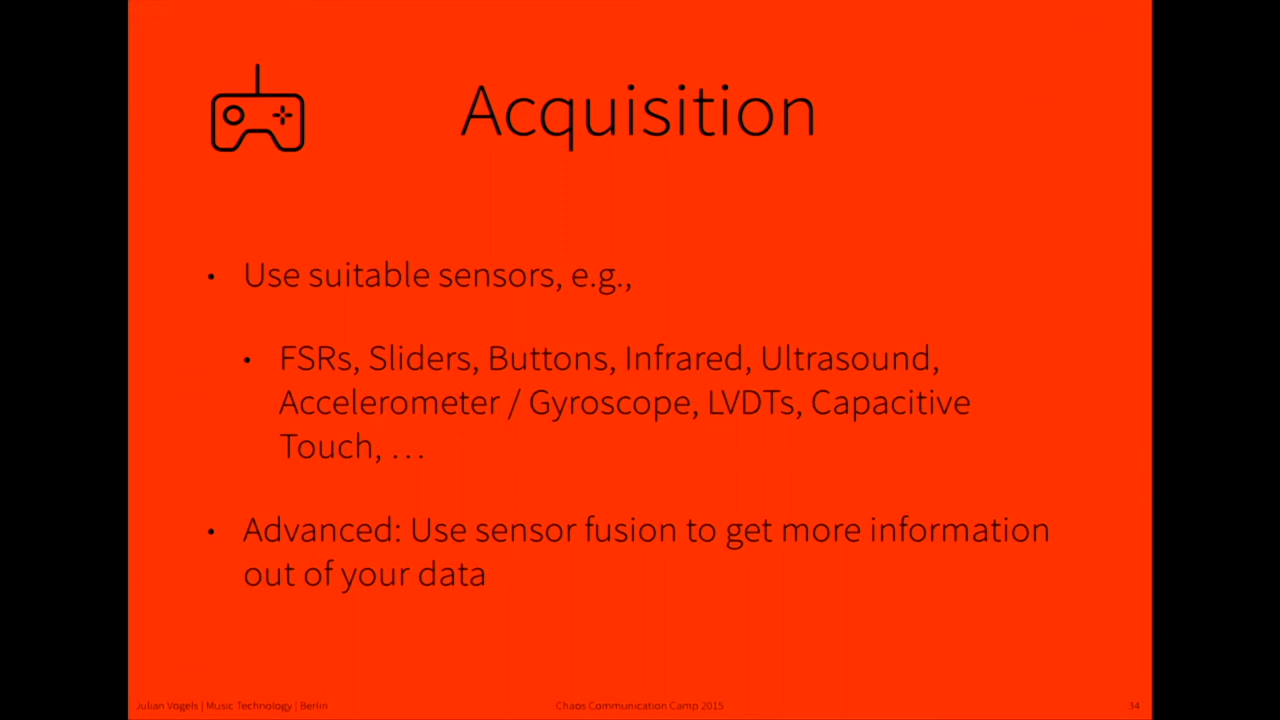 Acquisition
• Use suitable sensors, e.g.,
• FSRs, Sliders, Buttons, Infrared, Ultrasound,
Accelerometer / Gyroscope, LVDTs, Capacitive
Touch, …
• Advanced: Use sensor fusion to get more information
out of your data
Julian Vogels | Music Technology | Berlin
Chaos Communication Camp 2015
34